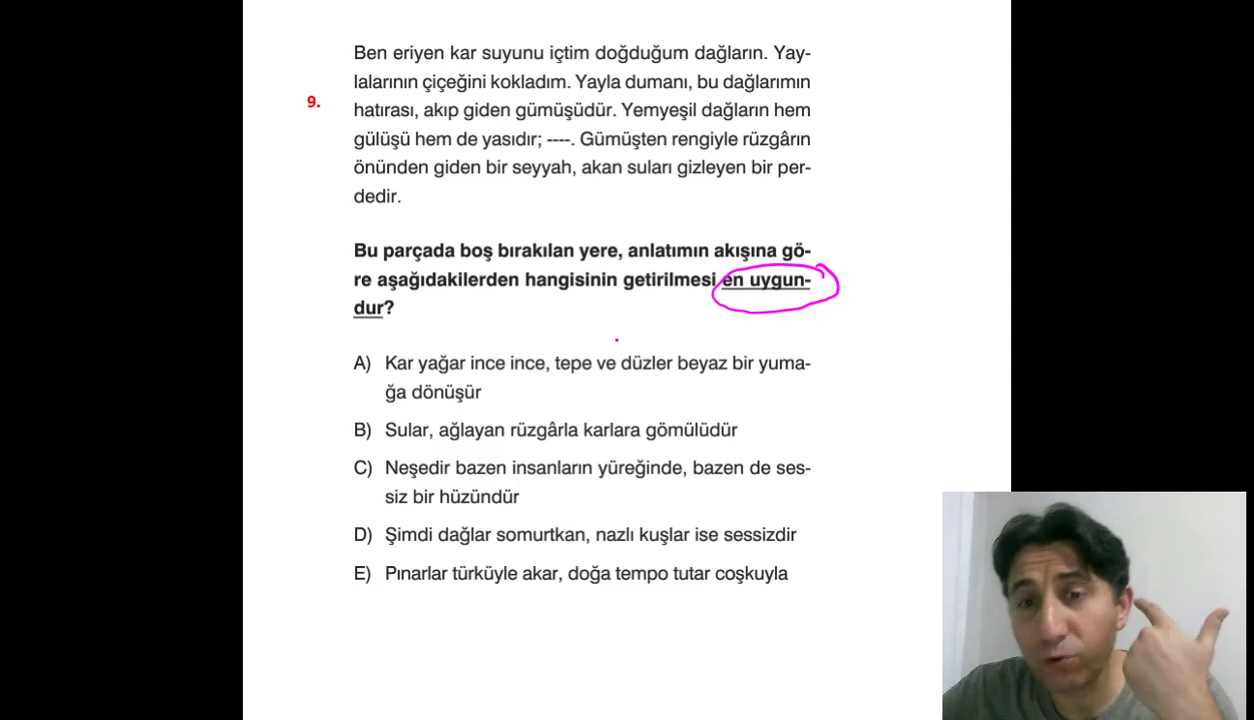 Ben eriyen kar suyunu içtim doğduğum dağların. Yay-
lalarının çiçeğini kokladım. Yayla dumanı, bu dağlarımın
9.
hatırası, akıp giden gümüşüdür. Yemyeşil dağların hem
gülüşü hem de yasıdır; ----. Gümüşten rengiyle rüzgârın
önünden giden bir seyyah, akan suları gizleyen bir per-
dedir.
Bu parçada boş bırakılan yere, anlatımın akışına gö-
re aşağıdakilerden hangisinin getirilmesi en uygun-
dur?
A) Kar yağar ince ince, tepe ve düzler beyaz bir yuma-
ğa dönüşür
B) Sular, ağlayan rüzgârla karlara gömülüdür
C) Neşedir bazen insanların yüreğinde, bazen de ses-
siz bir hüzündür
D) Şimdi dağlar somurtkan, nazlı kuşlar ise sessizdir
E) Pınarlar türküyle akar, doğa tempo tutar coşkuyla